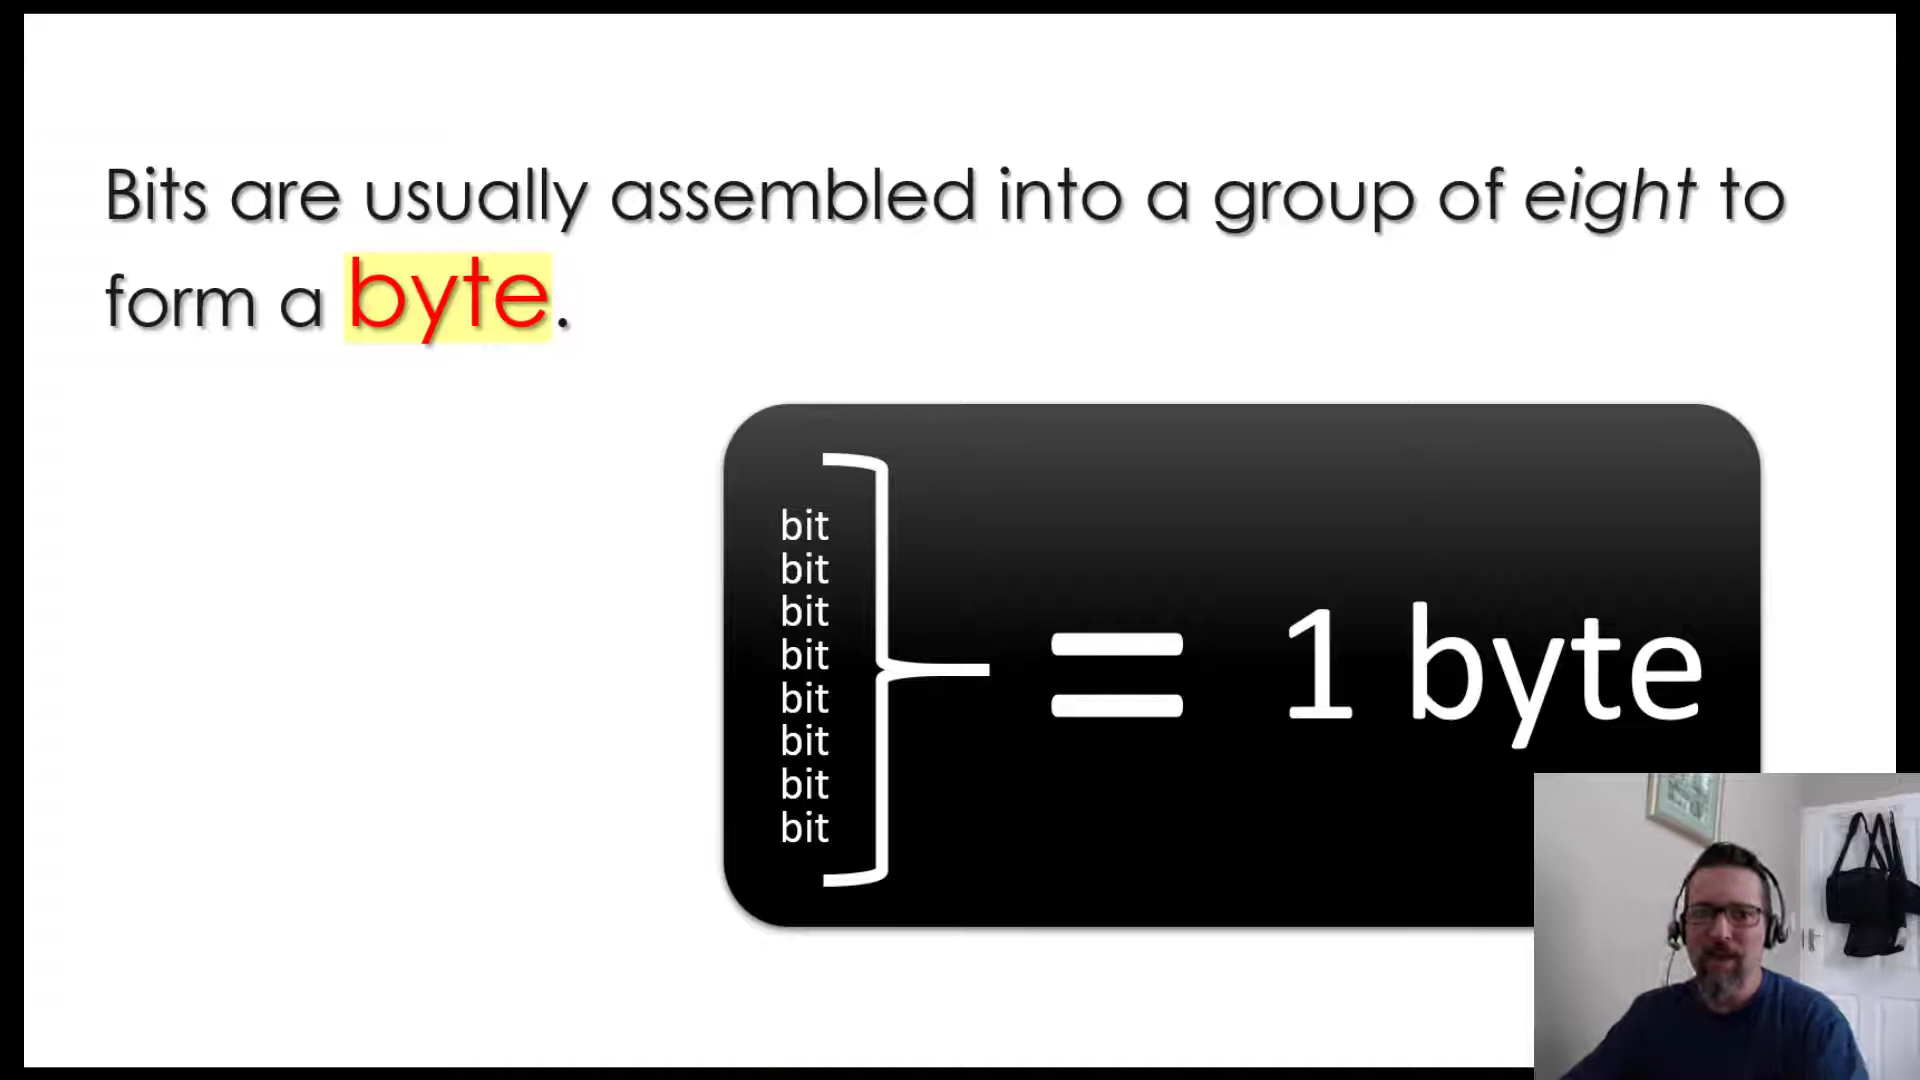 Bits are usually assembled into a group of eight to
form a byte.
bit
bit
bit
bit
bit
bit
bit
bit
= 1 byte